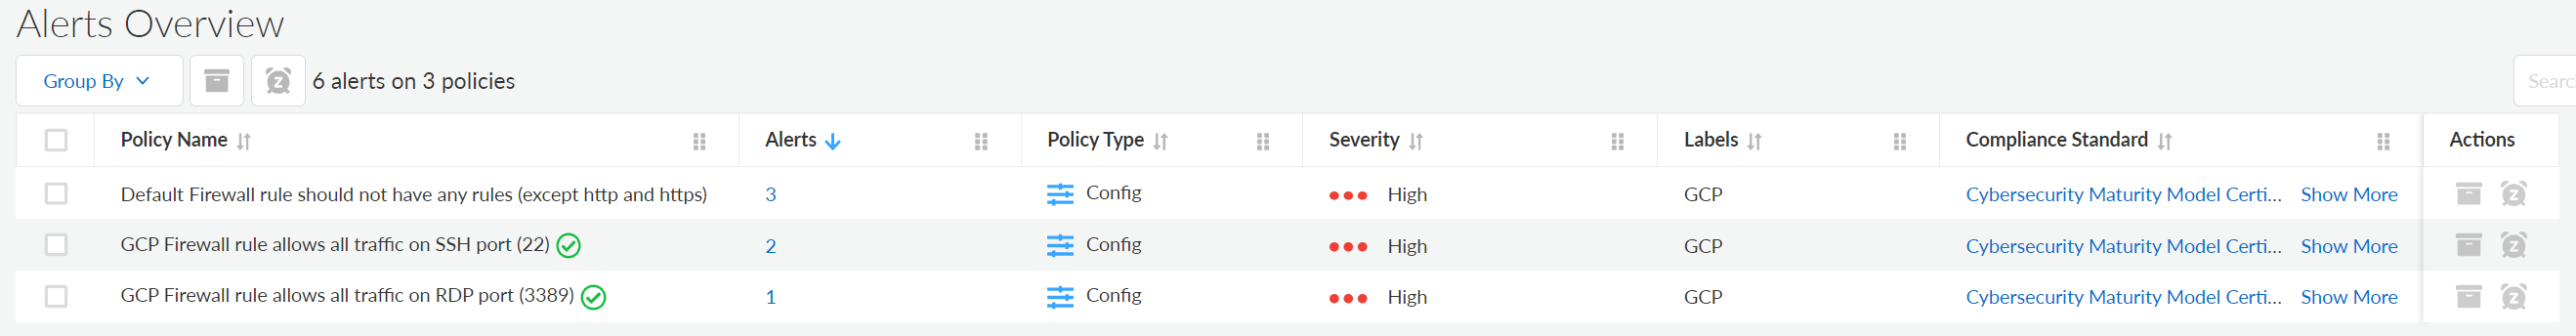 Alerts Overview
Group By 6 alerts on 3 policies Searc
Policy Name Alerts Policy Type Severity Labels Compliance Standard Actions
Default Firewall rule should not have any rules (except http and https) 3 Config High GCP Cybersecurity Maturity Model Certi... Show More
GCP Firewall rule allows all traffic on SSH port (22) 2 Config High GCP Cybersecurity Maturity Model Certi... Show More
GCP Firewall rule allows all traffic on RDP port (3389) 1 Config High GCP Cybersecurity Maturity Model Certi... Show More